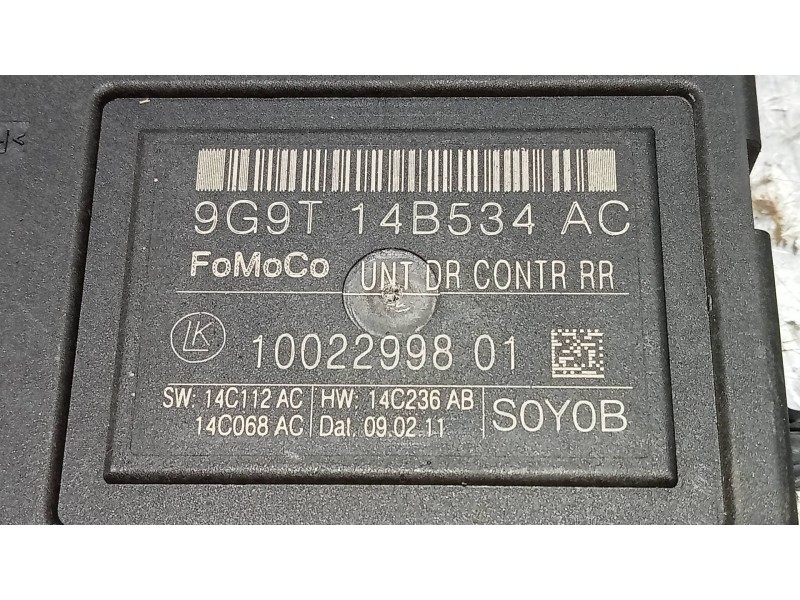 9G9T 14B534 AC
FoMoCo UNT DR CONTR RR
LK 10022998 01
SW: 14C112 AC HW: 14C236 AB
14C068 AC Dat. 09.02.11 S0Y0B